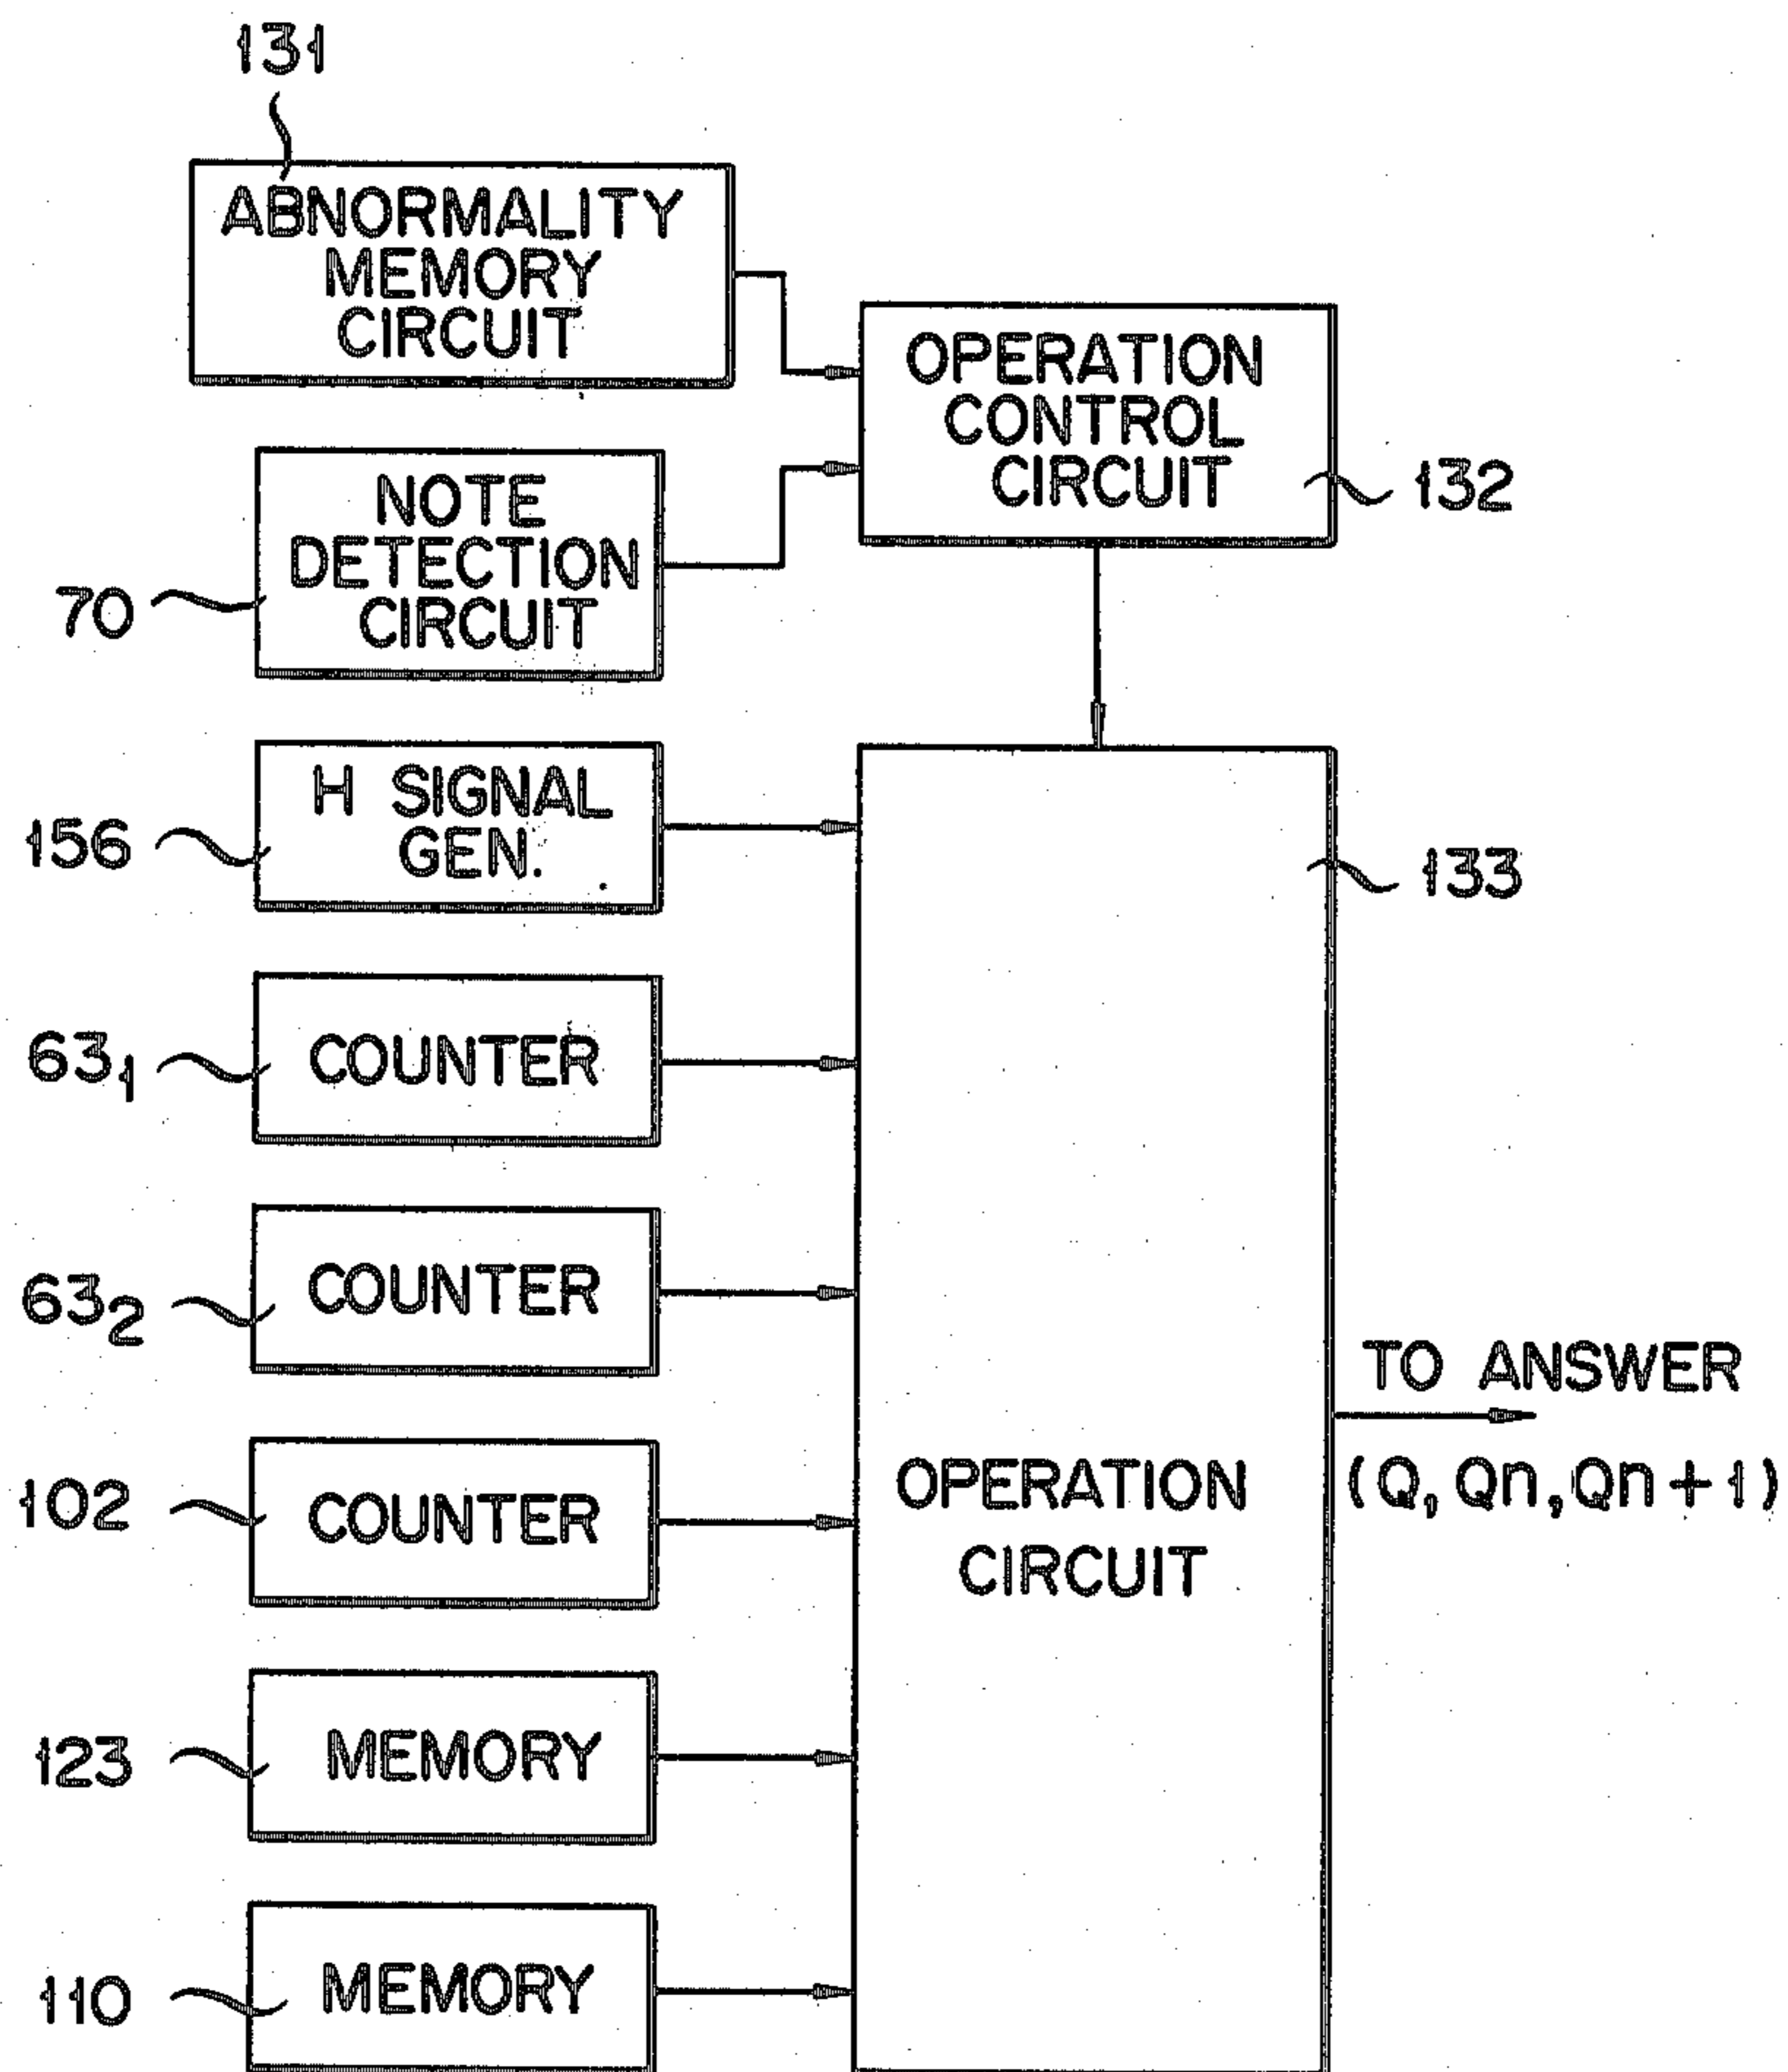 131
ABNORMALITY
MEMORY
CIRCUIT
OPERATION
CONTROL
CIRCUIT
132
NOTE
DETECTION
CIRCUIT
70
H SIGNAL
GEN.
156
133
COUNTER
63₁
COUNTER
63₂
TO ANSWER
(Q, Qn, Qn+1)
OPERATION
CIRCUIT
COUNTER
102
MEMORY
123
MEMORY
110